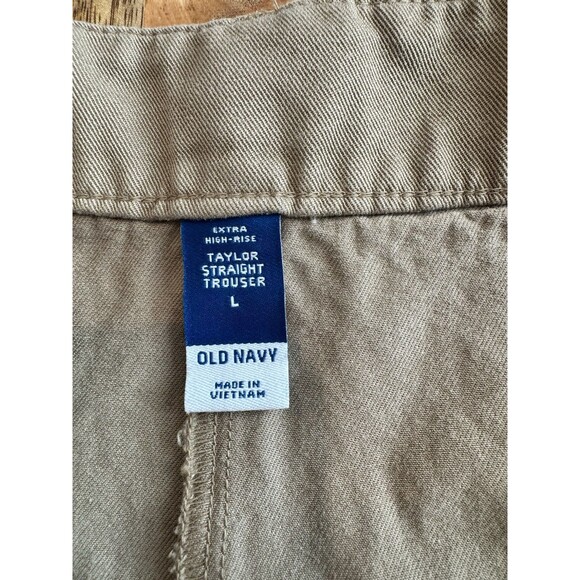 EXTRA
HIGH-RISE
TAYLOR
STRAIGHT
TROUSER
L
OLD NAVY
MADE IN
VIETNAM